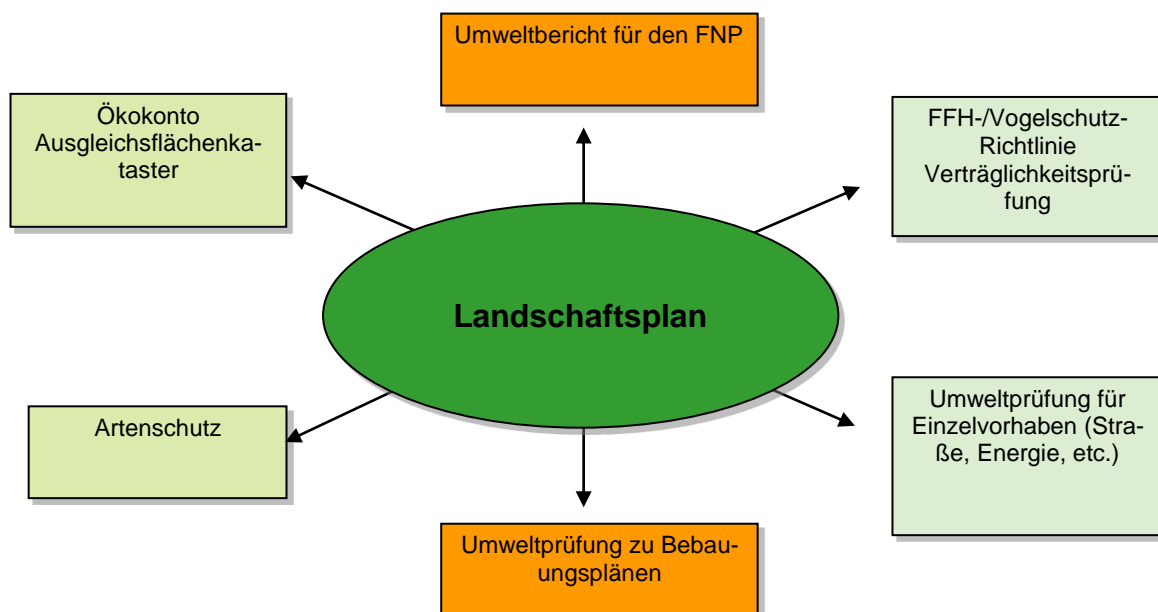 Umweltbericht für den FNP
Ökokonto
Ausgleichsflächenka-
taster
FFH-/Vogelschutz-
Richtlinie
Verträglichkeitsprü-
fung
Landschaftsplan
Artenschutz
Umweltprüfung für
Einzelvorhaben (Stra-
ße, Energie, etc.)
Umweltprüfung zu Bebau-
ungsplänen